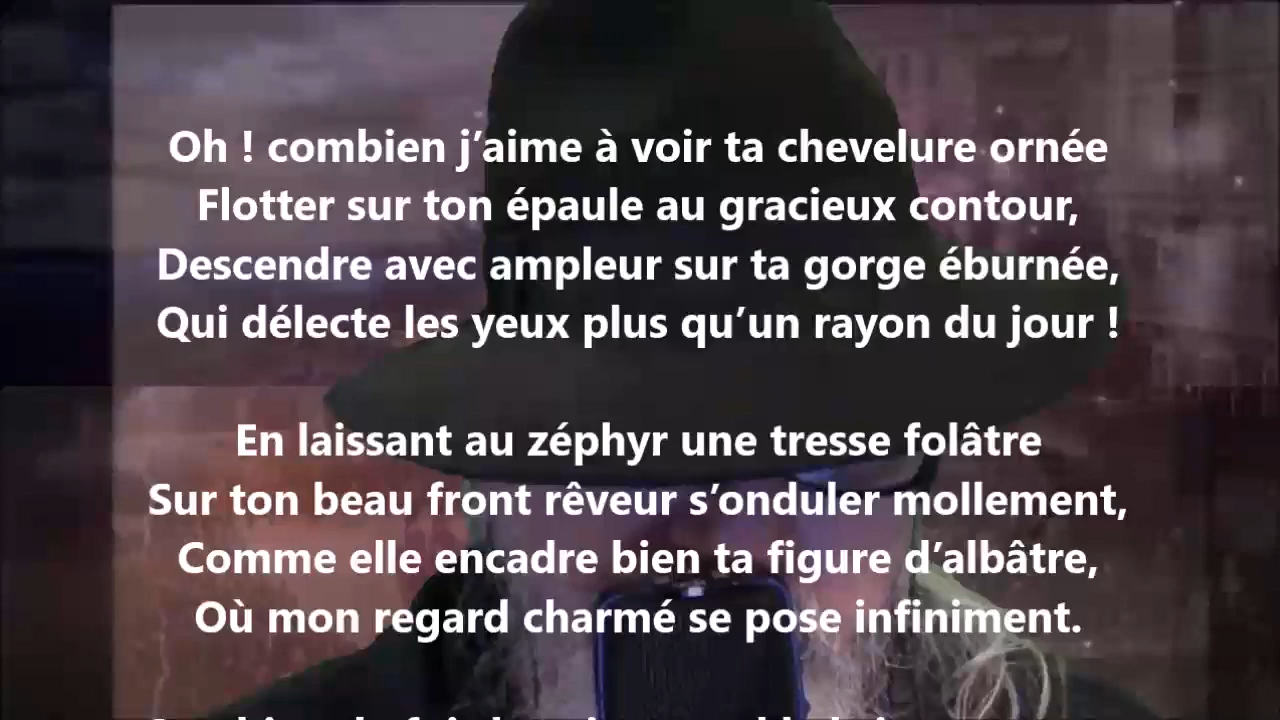 Oh ! combien j’aime à voir ta chevelure ornée
Flotter sur ton épaule au gracieux contour,
Descendre avec ampleur sur ta gorge éburnée,
Qui délecte les yeux plus qu’un rayon du jour !
En laissant au zéphyr une tresse folâtre
Sur ton beau front rêveur s’onduler mollement,
Comme elle encadre bien ta figure d’albâtre,
Où mon regard charmé se pose infiniment.